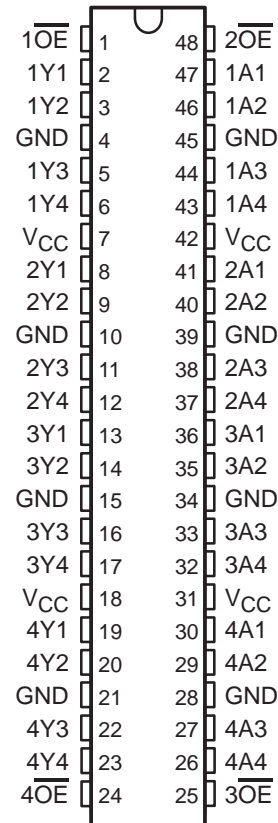 1O̅E̅ 1 48 2O̅E̅
1Y1 2 47 1A1
1Y2 3 46 1A2
GND 4 45 GND
1Y3 5 44 1A3
1Y4 6 43 1A4
VCC 7 42 VCC
2Y1 8 41 2A1
2Y2 9 40 2A2
GND 10 39 GND
2Y3 11 38 2A3
2Y4 12 37 2A4
3Y1 13 36 3A1
3Y2 14 35 3A2
GND 15 34 GND
3Y3 16 33 3A3
3Y4 17 32 3A4
VCC 18 31 VCC
4Y1 19 30 4A1
4Y2 20 29 4A2
GND 21 28 GND
4Y3 22 27 4A3
4Y4 23 26 4A4
4O̅E̅ 24 25 3O̅E̅